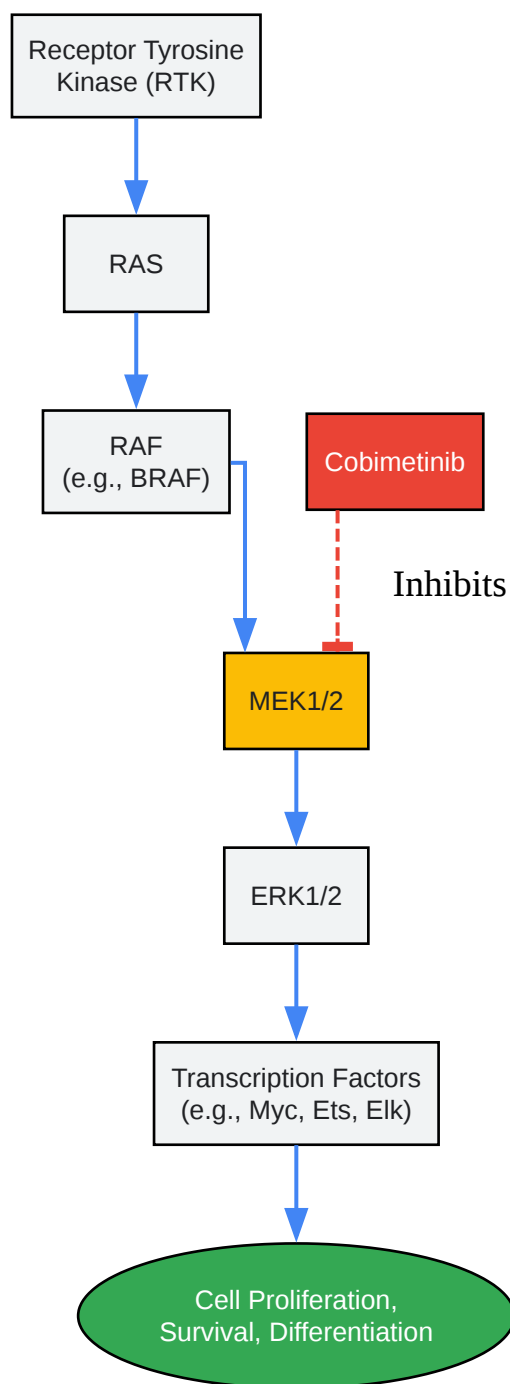 Receptor Tyrosine
Kinase (RTK)
RAS
RAF
(e.g., BRAF)
Cobimetinib
Inhibits
MEK1/2
ERK1/2
Transcription Factors
(e.g., Myc, Ets, Elk)
Cell Proliferation,
Survival, Differentiation